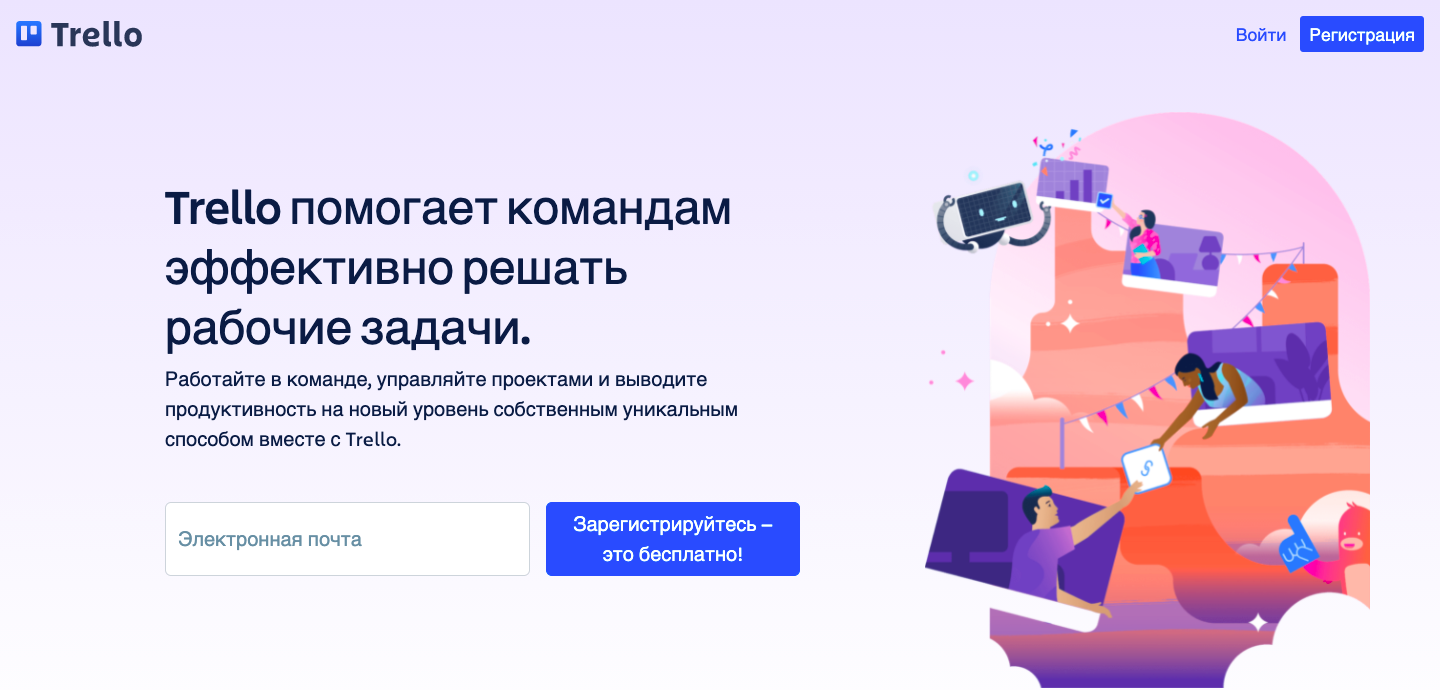 Trello
Войти
Регистрация
Trello помогает командам
эффективно решать
рабочие задачи.
Работайте в команде, управляйте проектами и выводите
продуктивность на новый уровень собственным уникальным
способом вместе с Trello.
Электронная почта
Зарегистрируйтесь –
это бесплатно!